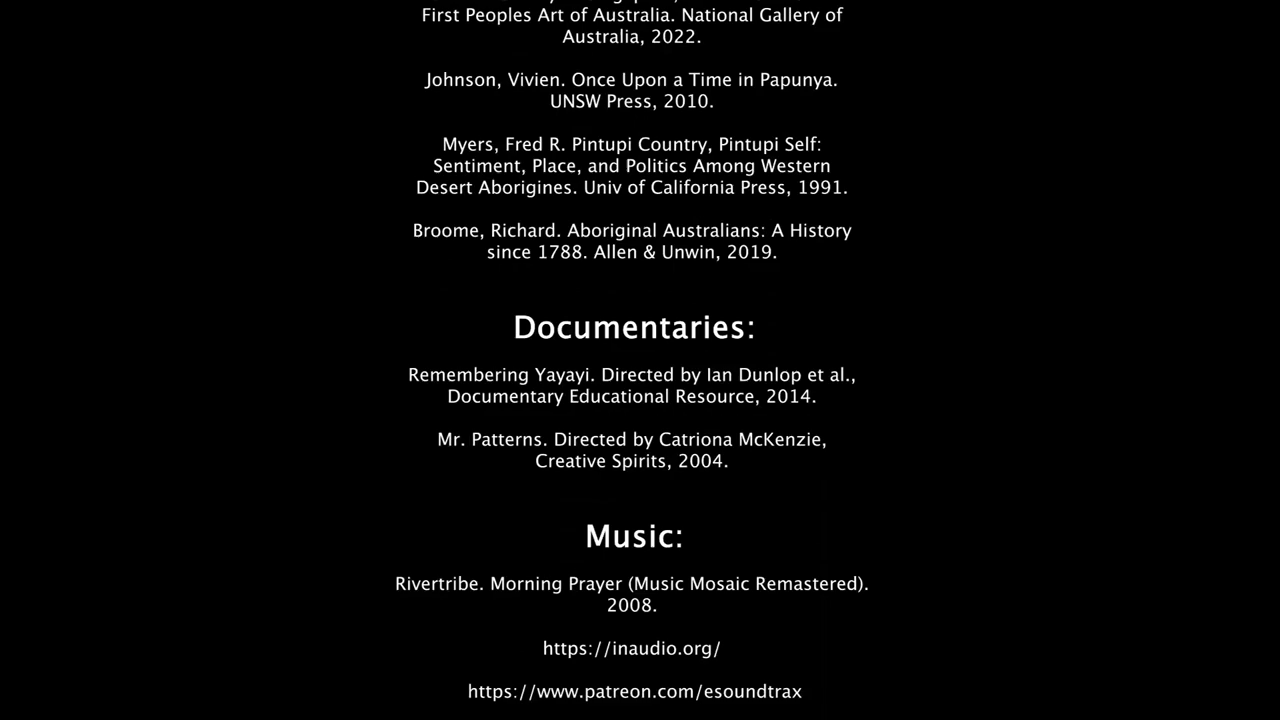 First Peoples Art of Australia. National Gallery of
Australia, 2022.
Johnson, Vivien. Once Upon a Time in Papunya.
UNSW Press, 2010.
Myers, Fred R. Pintupi Country, Pintupi Self:
Sentiment, Place, and Politics Among Western
Desert Aborigines. Univ of California Press, 1991.
Broome, Richard. Aboriginal Australians: A History
since 1788. Allen & Unwin, 2019.
Documentaries:
Remembering Yayayi. Directed by Ian Dunlop et al.,
Documentary Educational Resource, 2014.
Mr. Patterns. Directed by Catriona McKenzie,
Creative Spirits, 2004.
Music:
Rivertribe. Morning Prayer (Music Mosaic Remastered).
2008.
https://inaudio.org/
https://www.patreon.com/esoundtrax